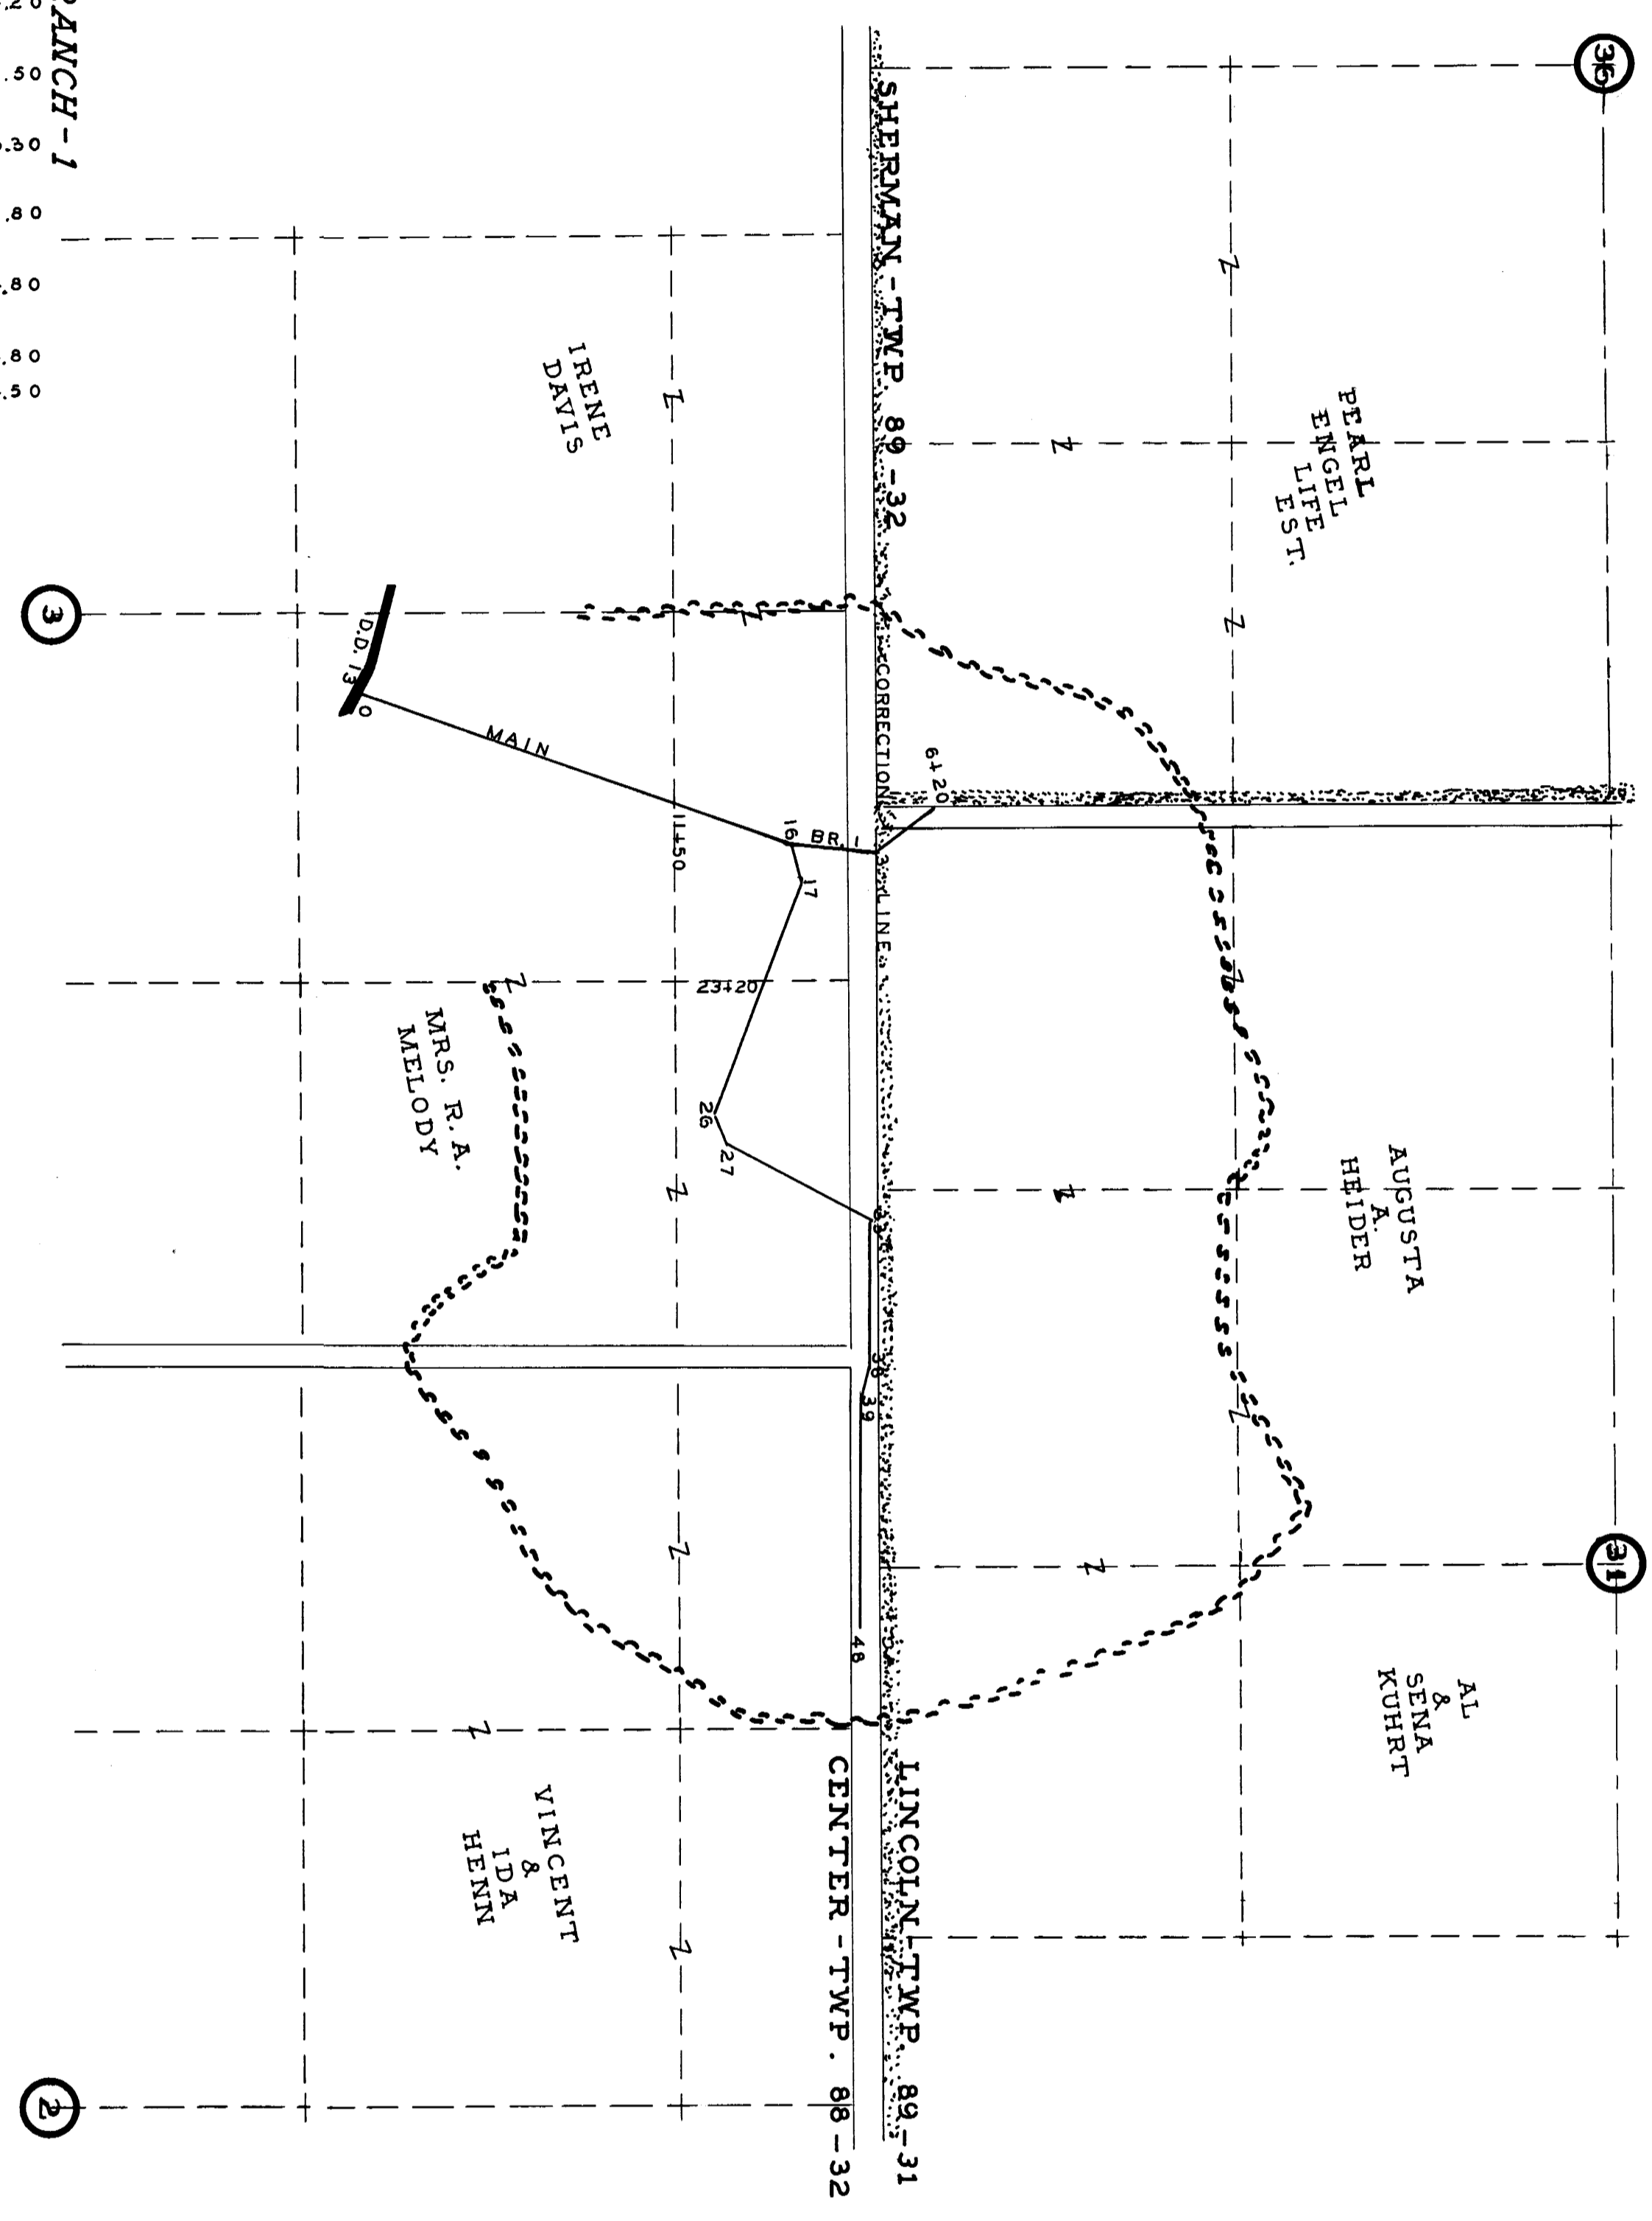 36
31
PEARL
ENGEL
LIFE
EST.
AUGUSTA
A.
HEIDER
AL
&
SENA
KUHRT
SHERMAN - TWP. 89 - 32
LINCOLN - TWP. 89 - 31
CORRECTION LINE
6+20
BR. 1
CENTER - TWP. 88 - 32
16
17
38
39
48
11+50
23+20
26
27
IRENE
DAVIS
MAIN
D.D. 13
0
MRS. R.A.
MELODY
VINCENT
&
IDA
HENN
3
2
ANCH - 1
.20
.50
.30
.80
.80
.80
.50